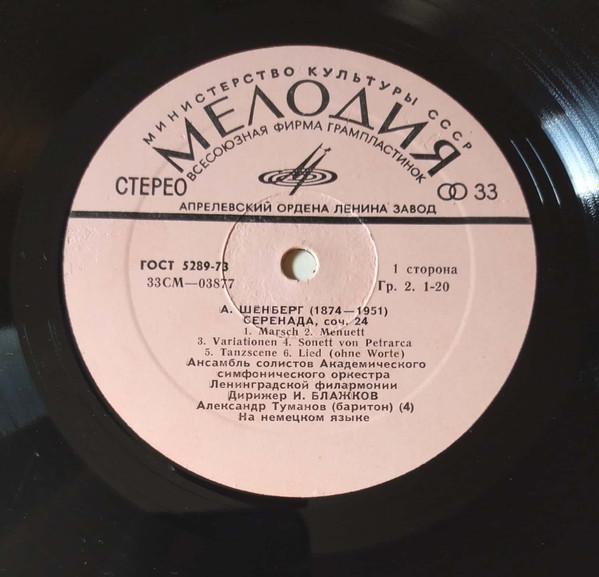 МИНИСТЕРСТВО КУЛЬТУРЫ СССР
МЕЛОДИЯ
ВСЕСОЮЗНАЯ ФИРМА ГРАМПЛАСТИНОК
СТЕРЕО
33
АПРЕЛЕВСКИЙ ОРДЕНА ЛЕНИНА ЗАВОД
ГОСТ 5289-73
1 сторона
33СМ—03877
Гр. 2. 1-20
А. ШЕНБЕРГ (1874—1951)
СЕРЕНАДА, соч. 24
1. Marsch 2. Menuett
3. Variationen 4. Sonett von Petrarca
5. Tanzscene 6. Lied (ohne Worte)
Ансамбль солистов Академического
симфонического оркестра
Ленинградской филармонии
Дирижер И. БЛАЖКОВ
Александр Туманов (баритон) (4)
На немецком языке